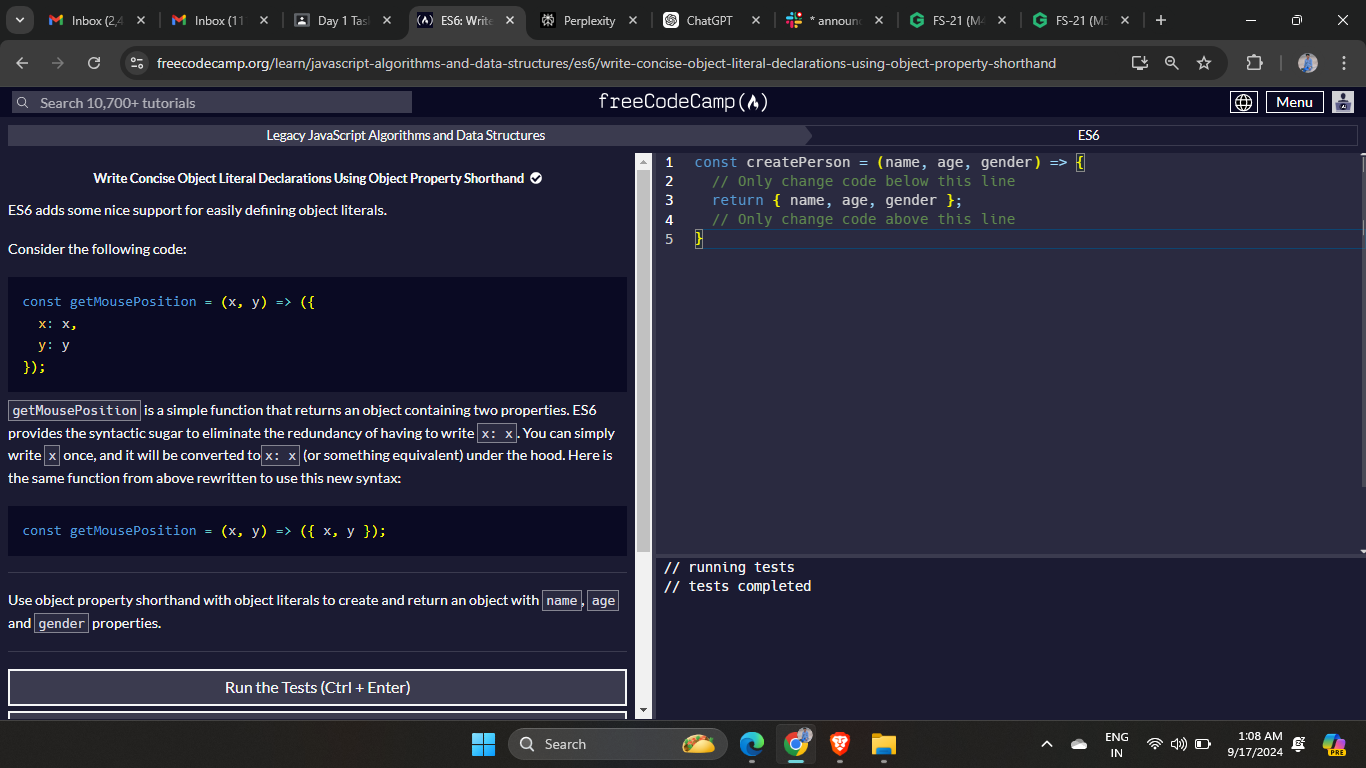 Inbox (2,4
Inbox (11
Day 1 Tas
ES6: Write
Perplexity
ChatGPT
* announc
FS-21 (M4
FS-21 (M5
freecodecamp.org/learn/javascript-algorithms-and-data-structures/es6/write-concise-object-literal-declarations-using-object-property-shorthand
Search 10,700+ tutorials
freeCodeCamp
Menu
Legacy JavaScript Algorithms and Data Structures
ES6
Write Concise Object Literal Declarations Using Object Property Shorthand
ES6 adds some nice support for easily defining object literals.
Consider the following code:
const getMousePosition = (x, y) => ({
x: x,
y: y
});
getMousePosition is a simple function that returns an object containing two properties. ES6
provides the syntactic sugar to eliminate the redundancy of having to write x: x. You can simply
write x once, and it will be converted to x: x (or something equivalent) under the hood. Here is
the same function from above rewritten to use this new syntax:
const getMousePosition = (x, y) => ({ x, y });
Use object property shorthand with object literals to create and return an object with name, age
and gender properties.
Run the Tests (Ctrl + Enter)
1 const createPerson = (name, age, gender) => {
2 // Only change code below this line
3 return { name, age, gender };
4 // Only change code above this line
5 }
// running tests
// tests completed
Search
ENG
IN
1:08 AM
9/17/2024
PRE